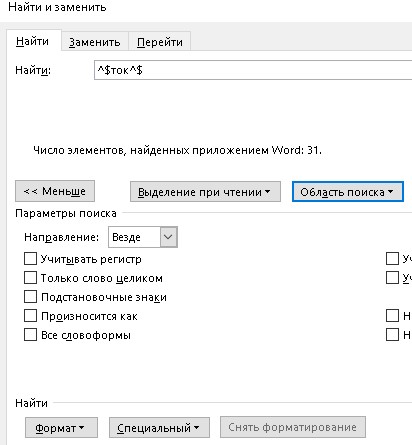 Найти и заменить
Найти Заменить Перейти
Найти: ^$ток^$
Число элементов, найденных приложением Word: 31.
<< Меньше Выделение при чтении Область поиска
Параметры поиска
Направление: Везде
Учитывать регистр
Только слово целиком
Подстановочные знаки
Произносится как
Все словоформы
Найти
Формат Специальный Снять форматирование